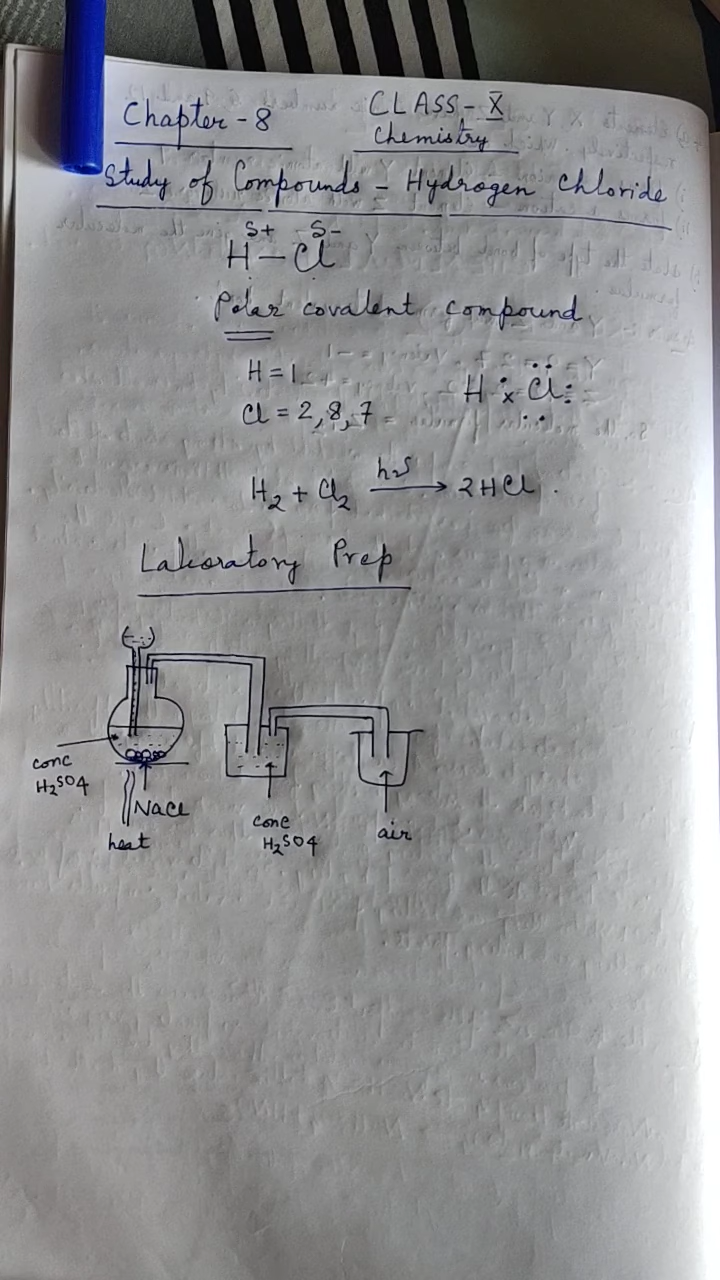 Chapter - 8
CLASS - X
Chemistry
Study of Compounds - Hydrogen Chloride
δ+ δ-
H - Cl
Polar covalent compound
H = 1
Cl = 2, 8, 7
H x Cl
H2 + Cl2 hν → 2HCl .
Laboratory Prep
conc
H2SO4
NaCl
heat
conc
H2SO4
air